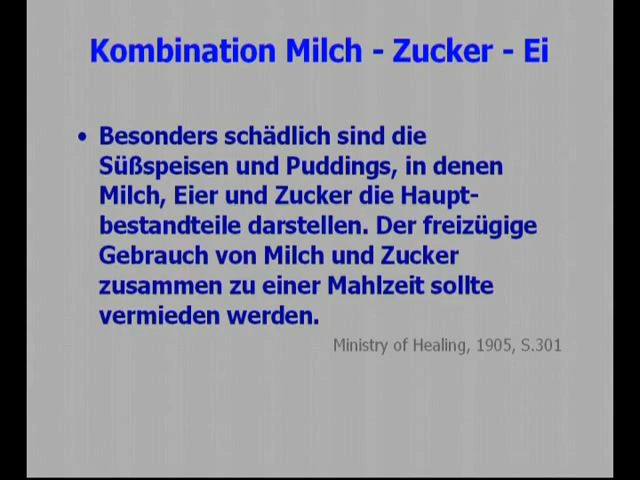 Kombination Milch - Zucker - Ei
• Besonders schädlich sind die
Süßspeisen und Puddings, in denen
Milch, Eier und Zucker die Haupt-
bestandteile darstellen. Der freizügige
Gebrauch von Milch und Zucker
zusammen zu einer Mahlzeit sollte
vermieden werden.
Ministry of Healing, 1905, S.301